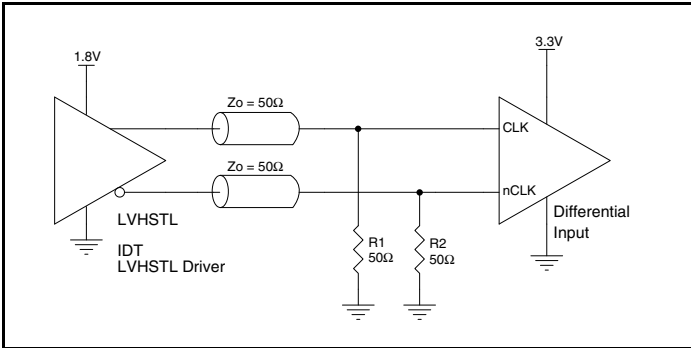 1.8V
3.3V
Zo = 50Ω
CLK
Zo = 50Ω
nCLK
LVHSTL
IDT
LVHSTL Driver
R1
50Ω
R2
50Ω
Differential
Input